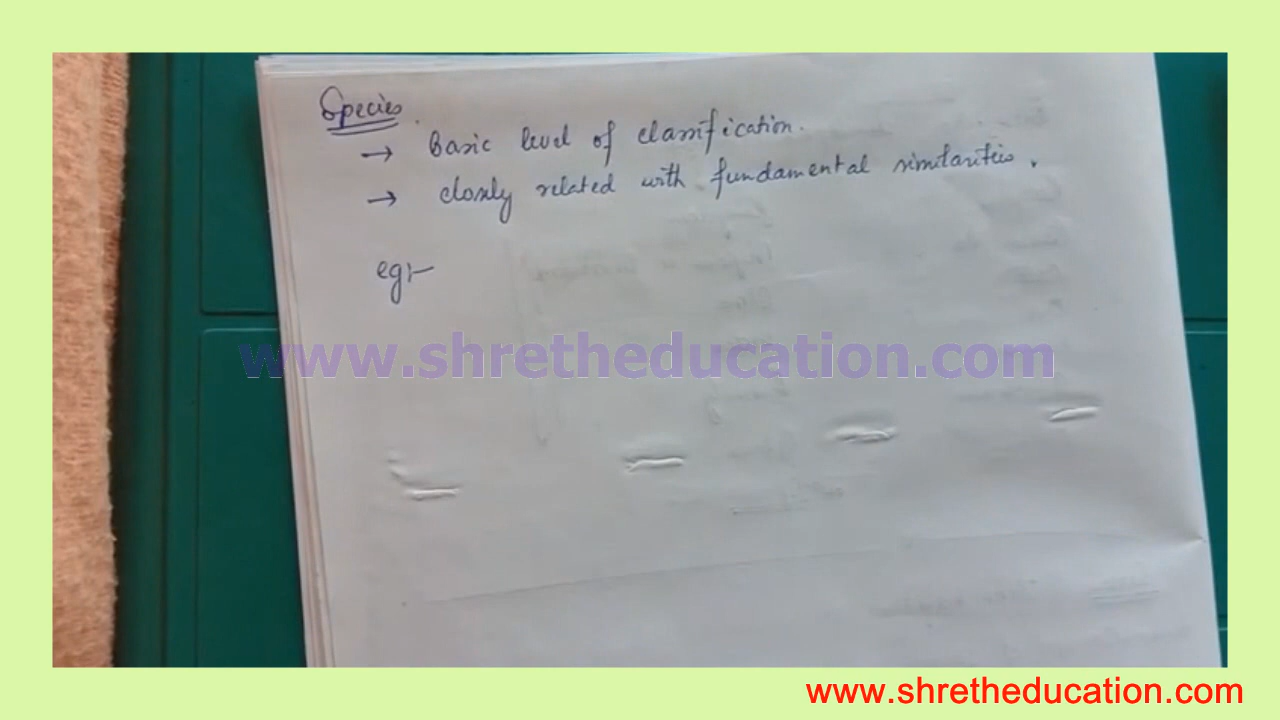 Species.
→ Basic level of classification.
→ closely related with fundamental similarities.
eg:-
www.shretheducation.com
www.shretheducation.com